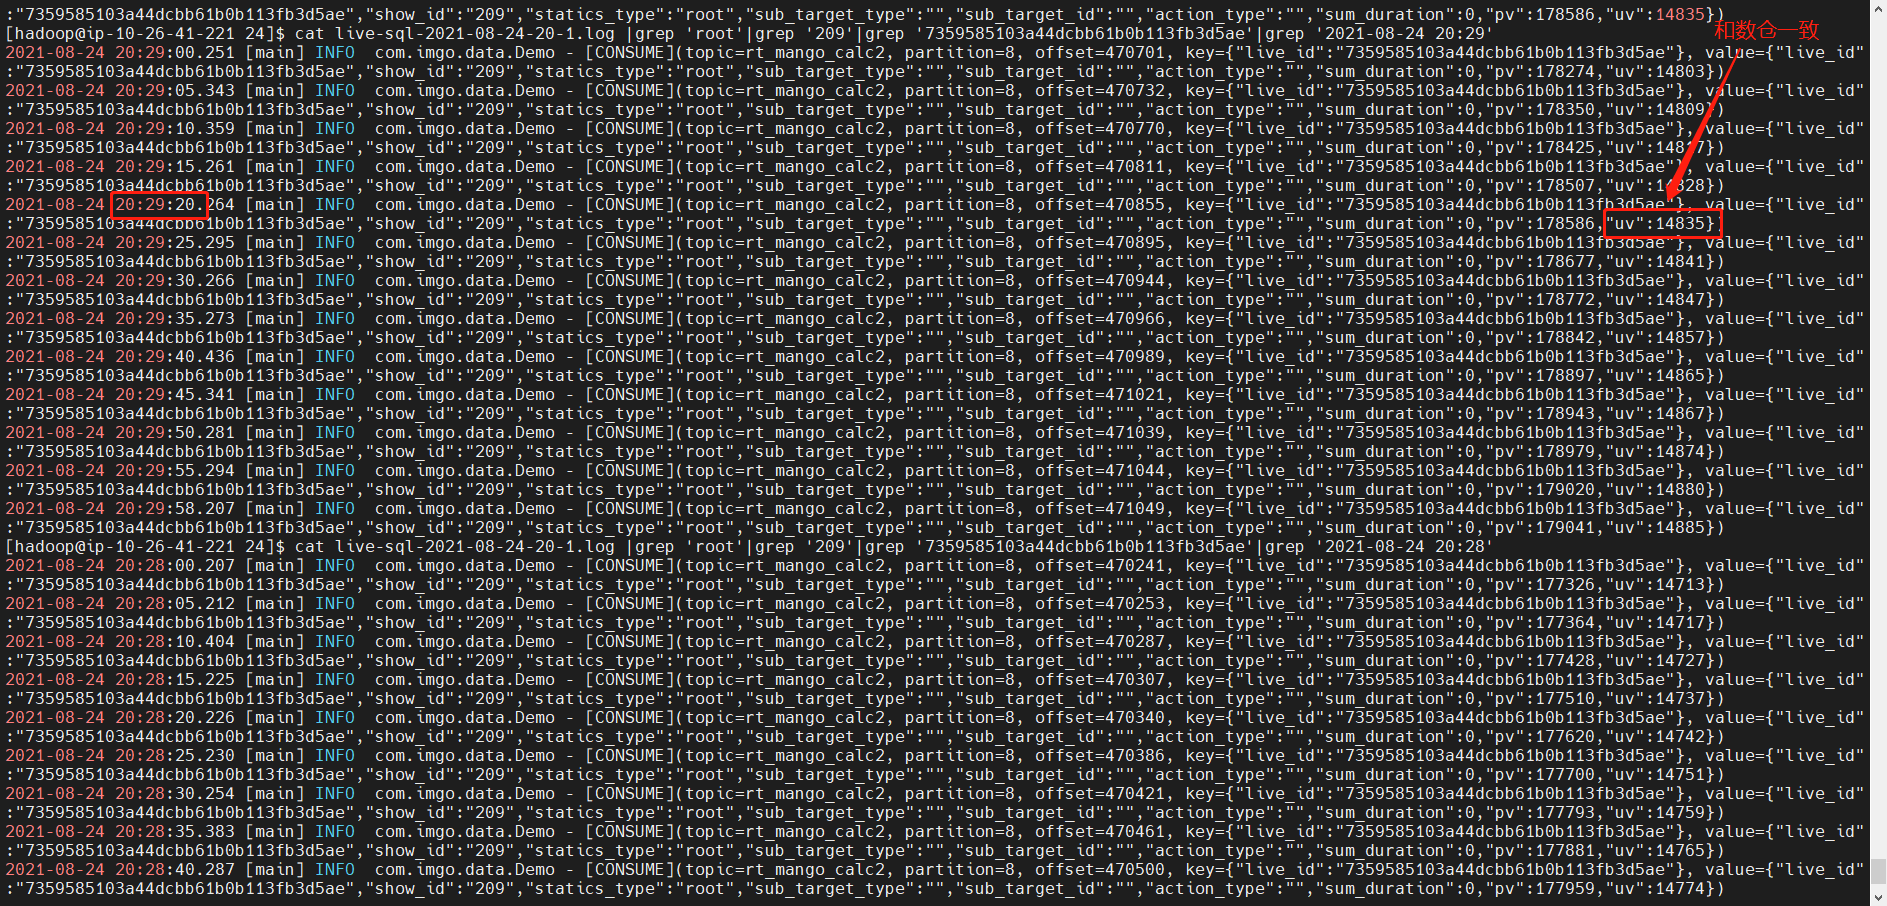 :"7359585103a44dcbb61b0b113fb3d5ae","show_id":"209","statics_type":"root","sub_target_type":"","sub_target_id":"","action_type":"","sum_duration":0,"pv":178586,"uv":14835})
[hadoop@ip-10-26-41-221 24]$ cat live-sql-2021-08-24-20-1.log |grep 'root'|grep '209'|grep '7359585103a44dcbb61b0b113fb3d5ae'|grep '2021-08-24 20:29'
和数仓一致
2021-08-24 20:29:00.251 [main] INFO  com.imgo.data.Demo - [CONSUME](topic=rt_mango_calc2, partition=8, offset=470701, key={"live_id":"7359585103a44dcbb61b0b113fb3d5ae"}, value={"live_id"
:"7359585103a44dcbb61b0b113fb3d5ae","show_id":"209","statics_type":"root","sub_target_type":"","sub_target_id":"","action_type":"","sum_duration":0,"pv":178274,"uv":14803})
2021-08-24 20:29:05.343 [main] INFO  com.imgo.data.Demo - [CONSUME](topic=rt_mango_calc2, partition=8, offset=470732, key={"live_id":"7359585103a44dcbb61b0b113fb3d5ae"}, value={"live_id"
:"7359585103a44dcbb61b0b113fb3d5ae","show_id":"209","statics_type":"root","sub_target_type":"","sub_target_id":"","action_type":"","sum_duration":0,"pv":178350,"uv":14809})
2021-08-24 20:29:10.359 [main] INFO  com.imgo.data.Demo - [CONSUME](topic=rt_mango_calc2, partition=8, offset=470770, key={"live_id":"7359585103a44dcbb61b0b113fb3d5ae"}, value={"live_id"
:"7359585103a44dcbb61b0b113fb3d5ae","show_id":"209","statics_type":"root","sub_target_type":"","sub_target_id":"","action_type":"","sum_duration":0,"pv":178425,"uv":
2021-08-24 20:29:15.261 [main] INFO  com.imgo.data.Demo - [CONSUME](topic=rt_mango_calc2, partition=8, offset=470811, key={"live_id":"7359585103a44dcbb61b0b113fb3d5ae"}, value={"live_id"
:"7359585103a44dcbb61b0b113fb3d5ae","show_id":"209","statics_type":"root","sub_target_type":"","sub_target_id":"","action_type":"","sum_duration":0,"pv":178507,"uv":14828})
2021-08-24 20:29:20.264 [main] INFO  com.imgo.data.Demo - [CONSUME](topic=rt_mango_calc2, partition=8, offset=470855, key={"live_id":"7359585103a44dcbb61b0b113fb3d5ae"}, value={"live_id"
:"7359585103a44dcbb61b0b113fb3d5ae","show_id":"209","statics_type":"root","sub_target_type":"","sub_target_id":"","action_type":"","sum_duration":0,"pv":178586,"uv":14835})
2021-08-24 20:29:25.295 [main] INFO  com.imgo.data.Demo - [CONSUME](topic=rt_mango_calc2, partition=8, offset=470895, key={"live_id":"7359585103a44dcbb61b0b113fb3d5ae"}, value={"live_id"
:"7359585103a44dcbb61b0b113fb3d5ae","show_id":"209","statics_type":"root","sub_target_type":"","sub_target_id":"","action_type":"","sum_duration":0,"pv":178677,"uv":14841})
2021-08-24 20:29:30.266 [main] INFO  com.imgo.data.Demo - [CONSUME](topic=rt_mango_calc2, partition=8, offset=470944, key={"live_id":"7359585103a44dcbb61b0b113fb3d5ae"}, value={"live_id"
:"7359585103a44dcbb61b0b113fb3d5ae","show_id":"209","statics_type":"root","sub_target_type":"","sub_target_id":"","action_type":"","sum_duration":0,"pv":178772,"uv":14847})
2021-08-24 20:29:35.273 [main] INFO  com.imgo.data.Demo - [CONSUME](topic=rt_mango_calc2, partition=8, offset=470966, key={"live_id":"7359585103a44dcbb61b0b113fb3d5ae"}, value={"live_id"
:"7359585103a44dcbb61b0b113fb3d5ae","show_id":"209","statics_type":"root","sub_target_type":"","sub_target_id":"","action_type":"","sum_duration":0,"pv":178842,"uv":14857})
2021-08-24 20:29:40.436 [main] INFO  com.imgo.data.Demo - [CONSUME](topic=rt_mango_calc2, partition=8, offset=470989, key={"live_id":"7359585103a44dcbb61b0b113fb3d5ae"}, value={"live_id"
:"7359585103a44dcbb61b0b113fb3d5ae","show_id":"209","statics_type":"root","sub_target_type":"","sub_target_id":"","action_type":"","sum_duration":0,"pv":178897,"uv":14865})
2021-08-24 20:29:45.341 [main] INFO  com.imgo.data.Demo - [CONSUME](topic=rt_mango_calc2, partition=8, offset=471021, key={"live_id":"7359585103a44dcbb61b0b113fb3d5ae"}, value={"live_id"
:"7359585103a44dcbb61b0b113fb3d5ae","show_id":"209","statics_type":"root","sub_target_type":"","sub_target_id":"","action_type":"","sum_duration":0,"pv":178943,"uv":14867})
2021-08-24 20:29:50.281 [main] INFO  com.imgo.data.Demo - [CONSUME](topic=rt_mango_calc2, partition=8, offset=471039, key={"live_id":"7359585103a44dcbb61b0b113fb3d5ae"}, value={"live_id"
:"7359585103a44dcbb61b0b113fb3d5ae","show_id":"209","statics_type":"root","sub_target_type":"","sub_target_id":"","action_type":"","sum_duration":0,"pv":178979,"uv":14874})
2021-08-24 20:29:55.294 [main] INFO  com.imgo.data.Demo - [CONSUME](topic=rt_mango_calc2, partition=8, offset=471044, key={"live_id":"7359585103a44dcbb61b0b113fb3d5ae"}, value={"live_id"
:"7359585103a44dcbb61b0b113fb3d5ae","show_id":"209","statics_type":"root","sub_target_type":"","sub_target_id":"","action_type":"","sum_duration":0,"pv":179020,"uv":14880})
2021-08-24 20:29:58.207 [main] INFO  com.imgo.data.Demo - [CONSUME](topic=rt_mango_calc2, partition=8, offset=471049, key={"live_id":"7359585103a44dcbb61b0b113fb3d5ae"}, value={"live_id"
:"7359585103a44dcbb61b0b113fb3d5ae","show_id":"209","statics_type":"root","sub_target_type":"","sub_target_id":"","action_type":"","sum_duration":0,"pv":179041,"uv":14885})
[hadoop@ip-10-26-41-221 24]$ cat live-sql-2021-08-24-20-1.log |grep 'root'|grep '209'|grep '7359585103a44dcbb61b0b113fb3d5ae'|grep '2021-08-24 20:28'
2021-08-24 20:28:00.207 [main] INFO  com.imgo.data.Demo - [CONSUME](topic=rt_mango_calc2, partition=8, offset=470241, key={"live_id":"7359585103a44dcbb61b0b113fb3d5ae"}, value={"live_id"
:"7359585103a44dcbb61b0b113fb3d5ae","show_id":"209","statics_type":"root","sub_target_type":"","sub_target_id":"","action_type":"","sum_duration":0,"pv":177326,"uv":14713})
2021-08-24 20:28:05.212 [main] INFO  com.imgo.data.Demo - [CONSUME](topic=rt_mango_calc2, partition=8, offset=470253, key={"live_id":"7359585103a44dcbb61b0b113fb3d5ae"}, value={"live_id"
:"7359585103a44dcbb61b0b113fb3d5ae","show_id":"209","statics_type":"root","sub_target_type":"","sub_target_id":"","action_type":"","sum_duration":0,"pv":177364,"uv":14717})
2021-08-24 20:28:10.404 [main] INFO  com.imgo.data.Demo - [CONSUME](topic=rt_mango_calc2, partition=8, offset=470287, key={"live_id":"7359585103a44dcbb61b0b113fb3d5ae"}, value={"live_id"
:"7359585103a44dcbb61b0b113fb3d5ae","show_id":"209","statics_type":"root","sub_target_type":"","sub_target_id":"","action_type":"","sum_duration":0,"pv":177428,"uv":14727})
2021-08-24 20:28:15.225 [main] INFO  com.imgo.data.Demo - [CONSUME](topic=rt_mango_calc2, partition=8, offset=470307, key={"live_id":"7359585103a44dcbb61b0b113fb3d5ae"}, value={"live_id"
:"7359585103a44dcbb61b0b113fb3d5ae","show_id":"209","statics_type":"root","sub_target_type":"","sub_target_id":"","action_type":"","sum_duration":0,"pv":177510,"uv":14737})
2021-08-24 20:28:20.226 [main] INFO  com.imgo.data.Demo - [CONSUME](topic=rt_mango_calc2, partition=8, offset=470340, key={"live_id":"7359585103a44dcbb61b0b113fb3d5ae"}, value={"live_id"
:"7359585103a44dcbb61b0b113fb3d5ae","show_id":"209","statics_type":"root","sub_target_type":"","sub_target_id":"","action_type":"","sum_duration":0,"pv":177620,"uv":14742})
2021-08-24 20:28:25.230 [main] INFO  com.imgo.data.Demo - [CONSUME](topic=rt_mango_calc2, partition=8, offset=470386, key={"live_id":"7359585103a44dcbb61b0b113fb3d5ae"}, value={"live_id"
:"7359585103a44dcbb61b0b113fb3d5ae","show_id":"209","statics_type":"root","sub_target_type":"","sub_target_id":"","action_type":"","sum_duration":0,"pv":177700,"uv":14751})
2021-08-24 20:28:30.254 [main] INFO  com.imgo.data.Demo - [CONSUME](topic=rt_mango_calc2, partition=8, offset=470421, key={"live_id":"7359585103a44dcbb61b0b113fb3d5ae"}, value={"live_id"
:"7359585103a44dcbb61b0b113fb3d5ae","show_id":"209","statics_type":"root","sub_target_type":"","sub_target_id":"","action_type":"","sum_duration":0,"pv":177793,"uv":14759})
2021-08-24 20:28:35.383 [main] INFO  com.imgo.data.Demo - [CONSUME](topic=rt_mango_calc2, partition=8, offset=470461, key={"live_id":"7359585103a44dcbb61b0b113fb3d5ae"}, value={"live_id"
:"7359585103a44dcbb61b0b113fb3d5ae","show_id":"209","statics_type":"root","sub_target_type":"","sub_target_id":"","action_type":"","sum_duration":0,"pv":177881,"uv":14765})
2021-08-24 20:28:40.287 [main] INFO  com.imgo.data.Demo - [CONSUME](topic=rt_mango_calc2, partition=8, offset=470500, key={"live_id":"7359585103a44dcbb61b0b113fb3d5ae"}, value={"live_id"
:"7359585103a44dcbb61b0b113fb3d5ae","show_id":"209","statics_type":"root","sub_target_type":"","sub_target_id":"","action_type":"","sum_duration":0,"pv":177959,"uv":14774})